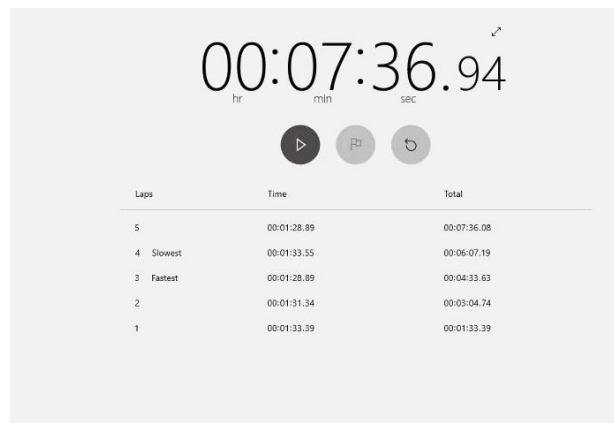 00:07:36.94
hr min sec
Laps Time Total
5 00:01:28.89 00:07:36.08
4 Slowest 00:01:33.55 00:06:07.19
3 Fastest 00:01:28.89 00:04:33.63
2 00:01:31.34 00:03:04.74
1 00:01:33.39 00:01:33.39